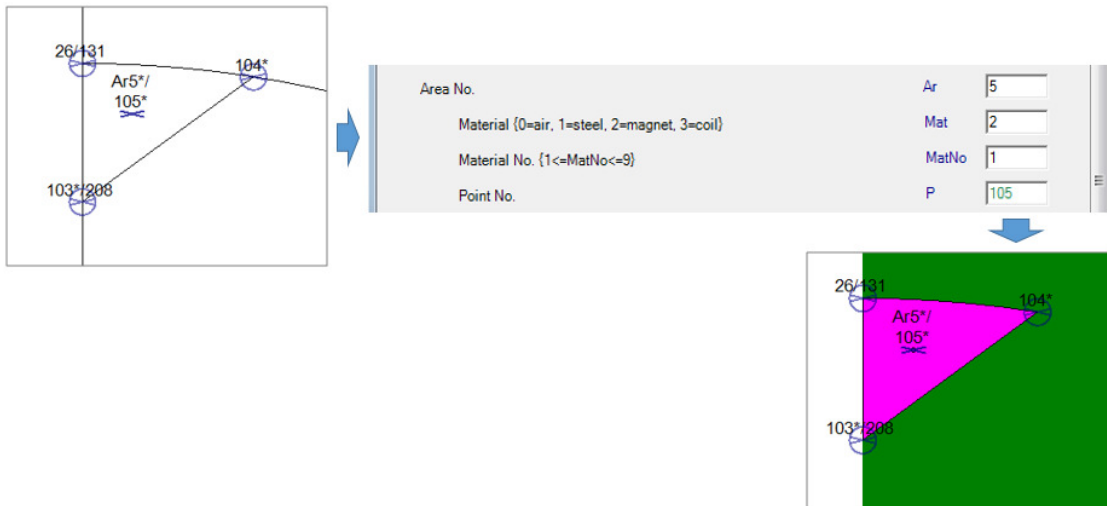 26/131
104*
Ar5*/
105*
103*/208
Area No.
Ar
5
Material {0=air, 1=steel, 2=magnet, 3=coil}
Mat
2
Material No. {1<=MatNo<=9}
MatNo
1
Point No.
P
105
26/131
104*
Ar5*/
105*
103*/208